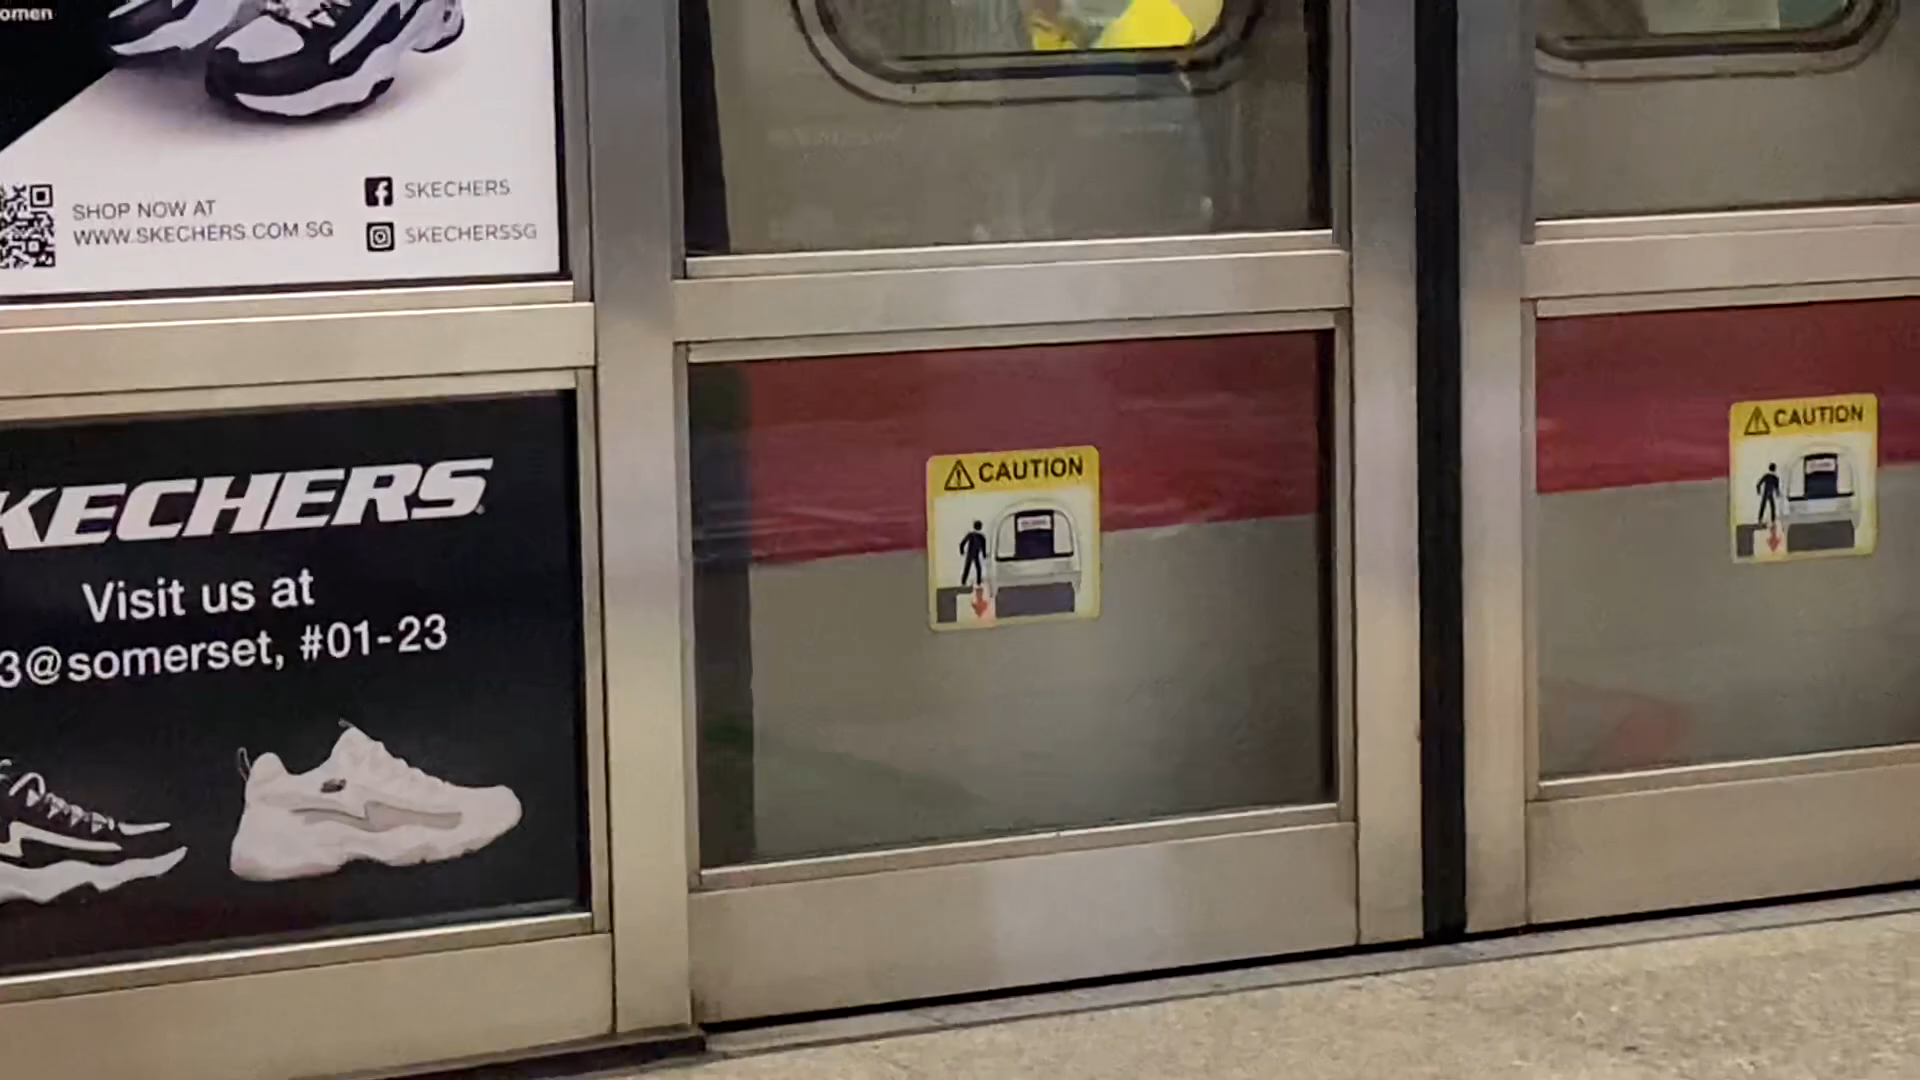 omen
SHOP NOW AT
WWW.SKECHERS.COM.SG
SKECHERS
SKECHERSSG
KECHERS
Visit us at
3@somerset, #01-23
CAUTION
CAUTION